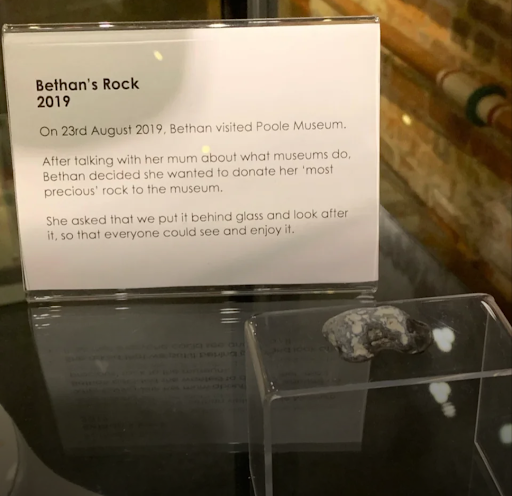 Bethan's Rock
2019
On 23rd August 2019, Bethan visited Poole Museum.
After talking with her mum about what museums do,
Bethan decided she wanted to donate her 'most
precious' rock to the museum.
She asked that we put it behind glass and look after
it, so that everyone could see and enjoy it.